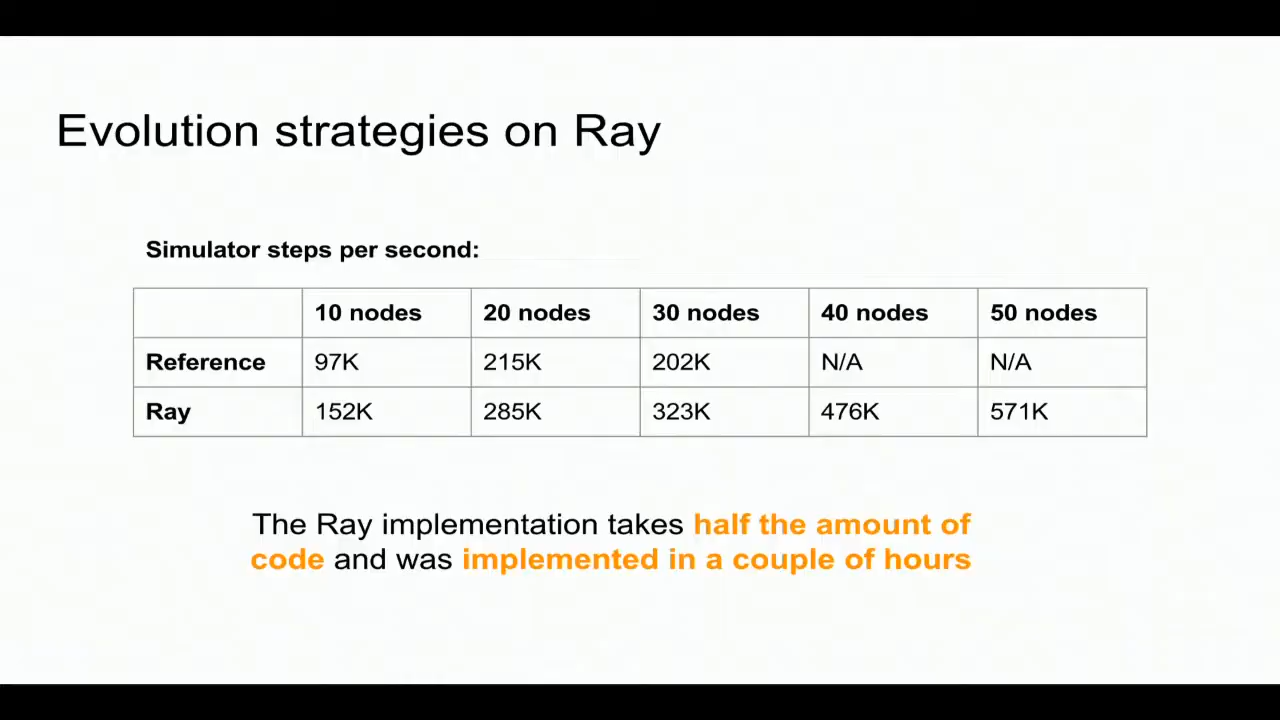 Evolution strategies on Ray
Simulator steps per second:
10 nodes 20 nodes 30 nodes 40 nodes 50 nodes
Reference 97K 215K 202K N/A N/A
Ray 152K 285K 323K 476K 571K
The Ray implementation takes half the amount of
code and was implemented in a couple of hours